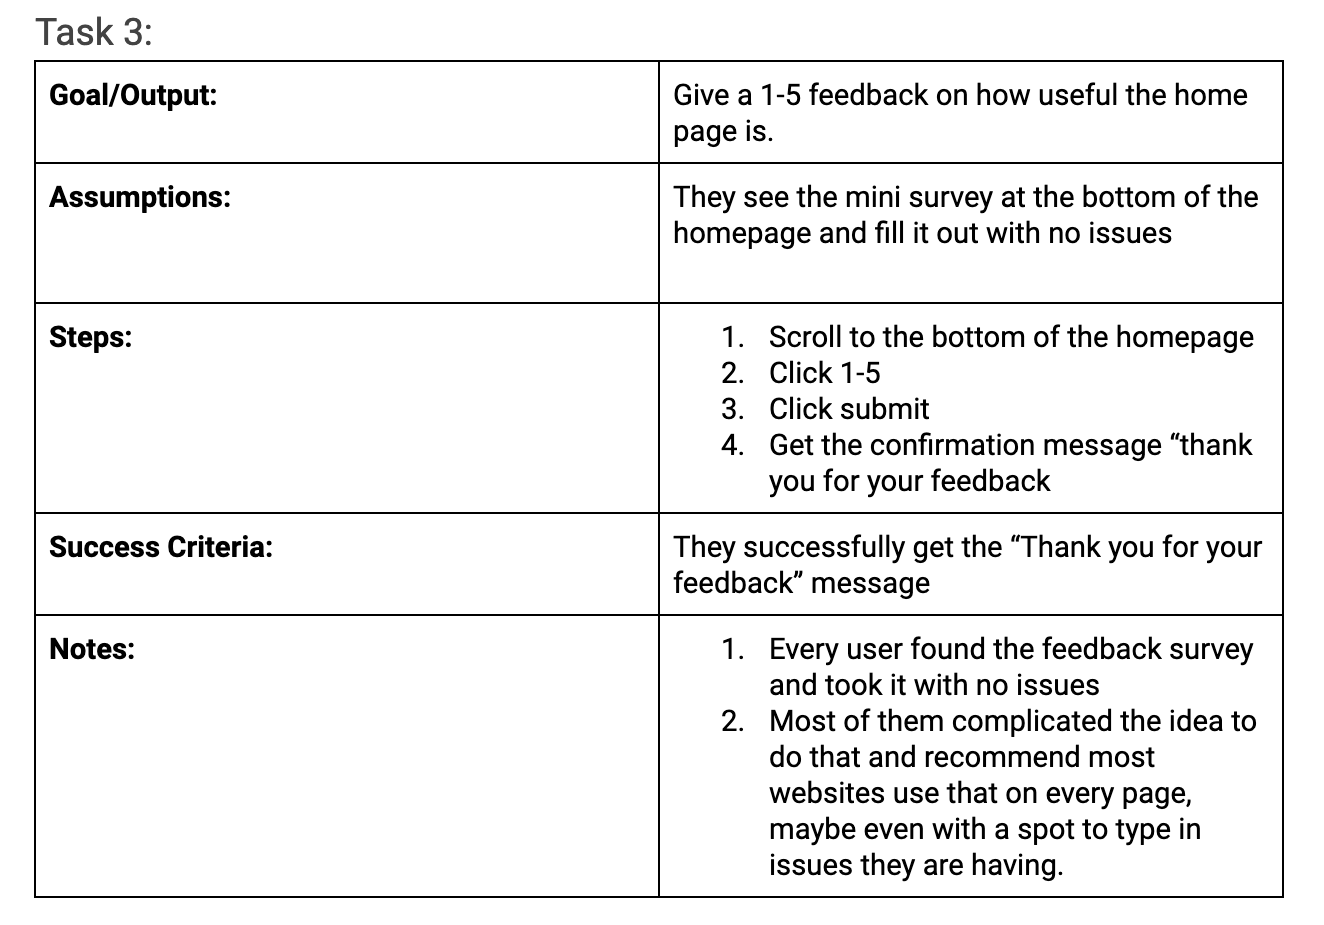 Task 3:
Goal/Output:
Give a 1-5 feedback on how useful the home
page is.
Assumptions:
They see the mini survey at the bottom of the
homepage and fill it out with no issues
Steps:
1. Scroll to the bottom of the homepage
2. Click 1-5
3. Click submit
4. Get the confirmation message “thank
you for your feedback
Success Criteria:
They successfully get the “Thank you for your
feedback” message
Notes:
1. Every user found the feedback survey
and took it with no issues
2. Most of them complicated the idea to
do that and recommend most
websites use that on every page,
maybe even with a spot to type in
issues they are having.